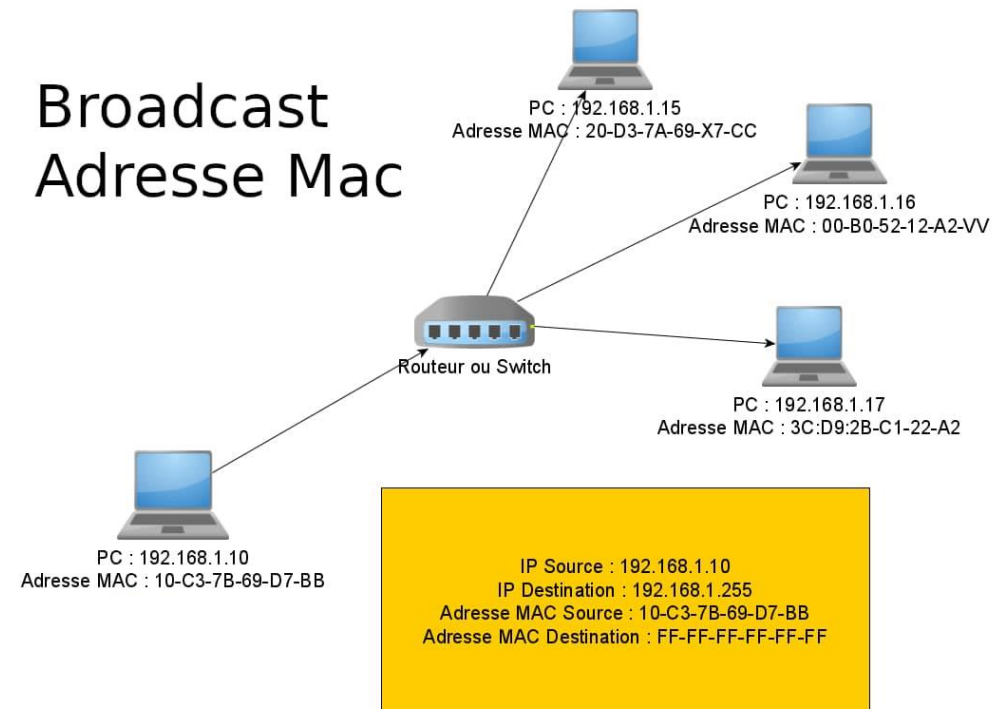 Broadcast
Adresse Mac
PC : 192.168.1.15
Adresse MAC : 20-D3-7A-69-X7-CC
PC : 192.168.1.16
Adresse MAC : 00-B0-52-12-A2-VV
Routeur ou Switch
PC : 192.168.1.17
Adresse MAC : 3C:D9:2B-C1-22-A2
PC : 192.168.1.10
Adresse MAC : 10-C3-7B-69-D7-BB
IP Source : 192.168.1.10
IP Destination : 192.168.1.255
Adresse MAC Source : 10-C3-7B-69-D7-BB
Adresse MAC Destination : FF-FF-FF-FF-FF-FF